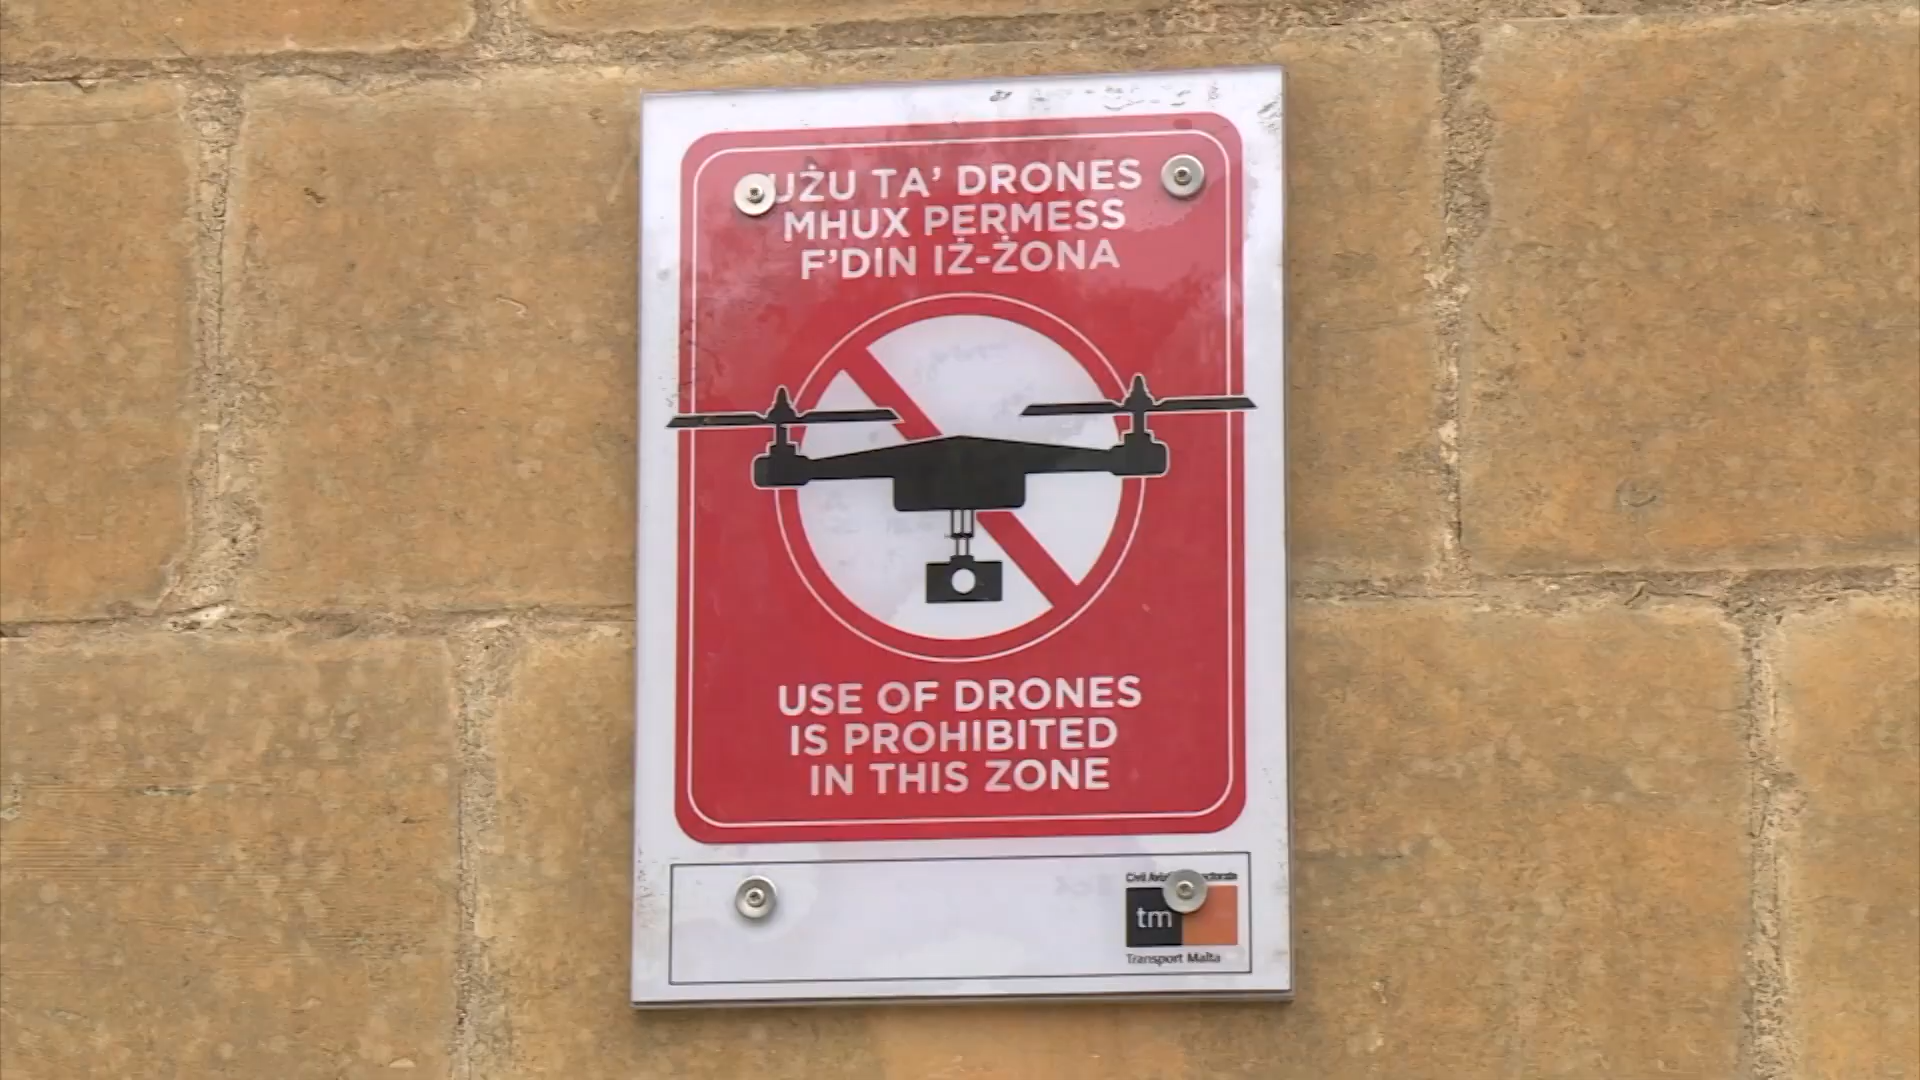 UŻU TA' DRONES
MHUX PERMESS
F'DIN IŻ-ŻONA
USE OF DRONES
IS PROHIBITED
IN THIS ZONE
Civil
tm
Transport Malta